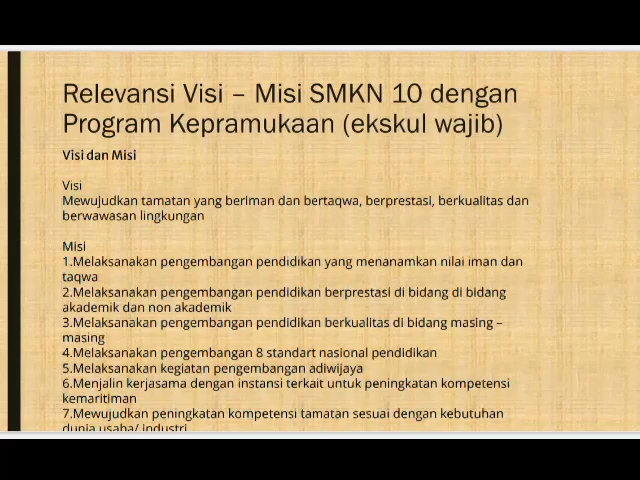 Relevansi Visi – Misi SMKN 10 dengan
Program Kepramukaan (ekskul wajib)
Visi dan Misi
Visi
Mewujudkan tamatan yang beriman dan bertaqwa, berprestasi, berkualitas dan
berwawasan lingkungan
Misi
1.Melaksanakan pengembangan pendidikan yang menanamkan nilai iman dan
taqwa
2.Melaksanakan pengembangan pendidikan berprestasi di bidang di bidang
akademik dan non akademik
3.Melaksanakan pengembangan pendidikan berkualitas di bidang masing –
masing
4.Melaksanakan pengembangan 8 standart nasional pendidikan
5.Melaksanakan kegiatan pengembangan adiwijaya
6.Menjalin kerjasama dengan instansi terkait untuk peningkatan kompetensi
kemaritiman
7.Mewujudkan peningkatan kompetensi tamatan sesuai dengan kebutuhan
dunia usaha/ industri